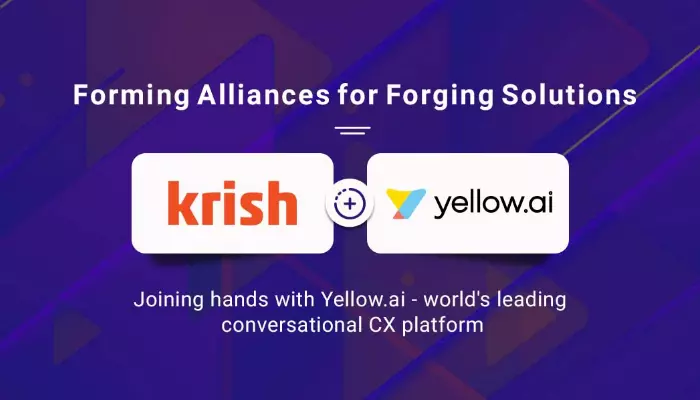 Forming Alliances for Forging Solutions
krish
yellow.ai
Joining hands with Yellow.ai - world's leading
conversational CX platform